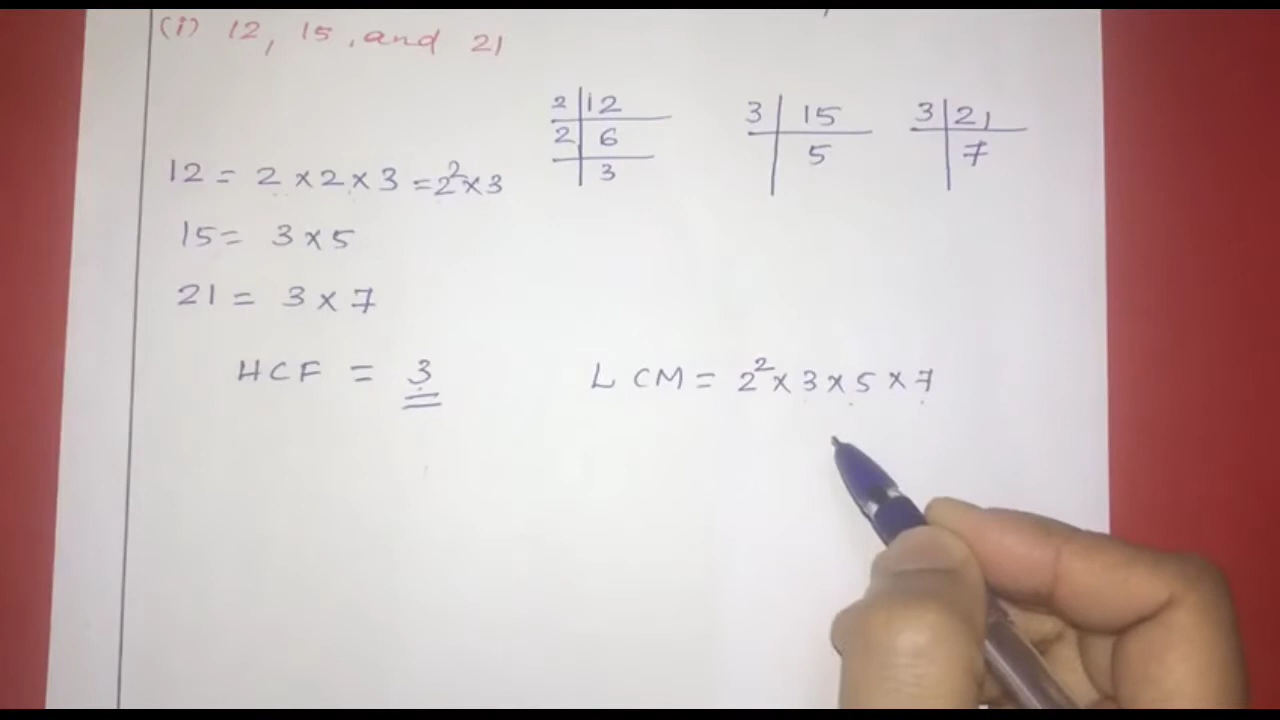 (i) 12, 15, and 21
2 | 12
2 | 6
3
3 | 15
5
3 | 21
7
12 = 2 × 2 × 3 = 2² × 3
15 = 3 × 5
21 = 3 × 7
HCF = 3
LCM = 2² × 3 × 5 × 7